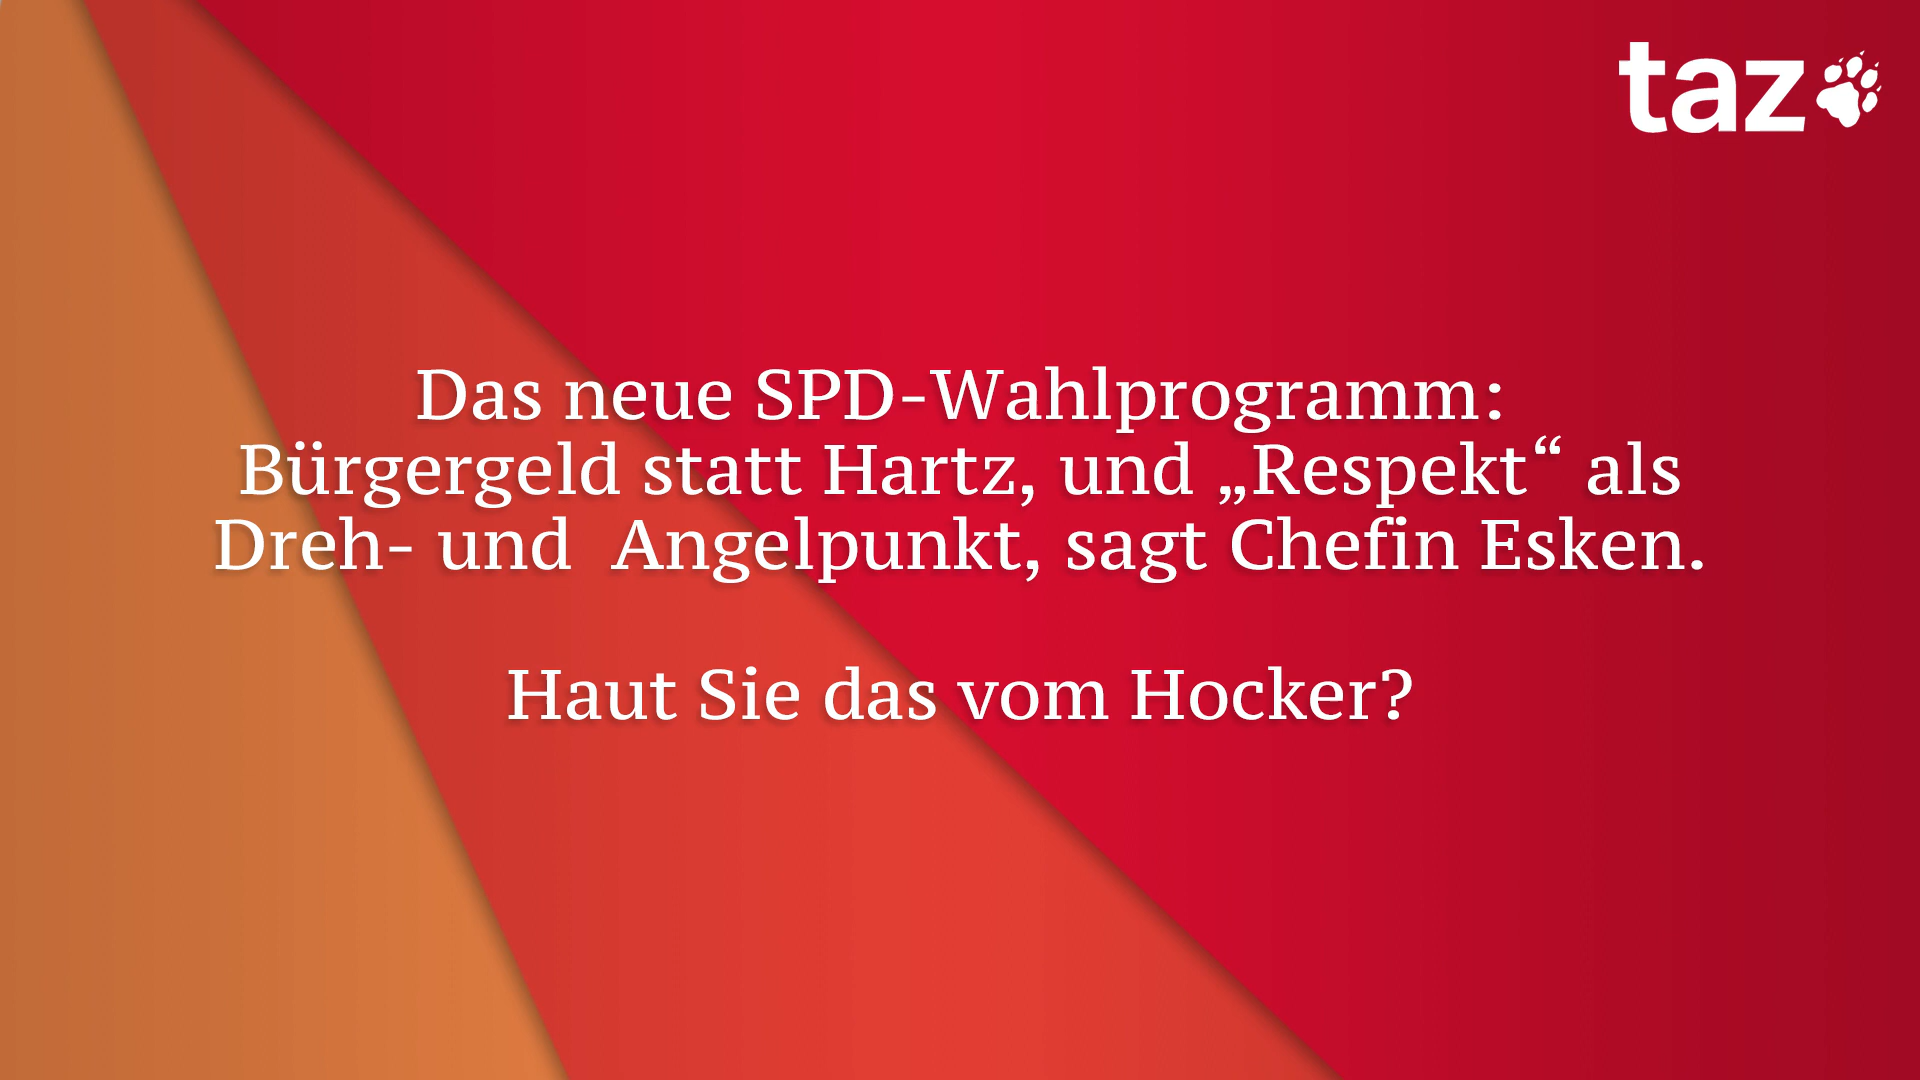 taz
Das neue SPD-Wahlprogramm:
Bürgergeld statt Hartz, und „Respekt“ als
Dreh- und  Angelpunkt, sagt Chefin Esken.
Haut Sie das vom Hocker?